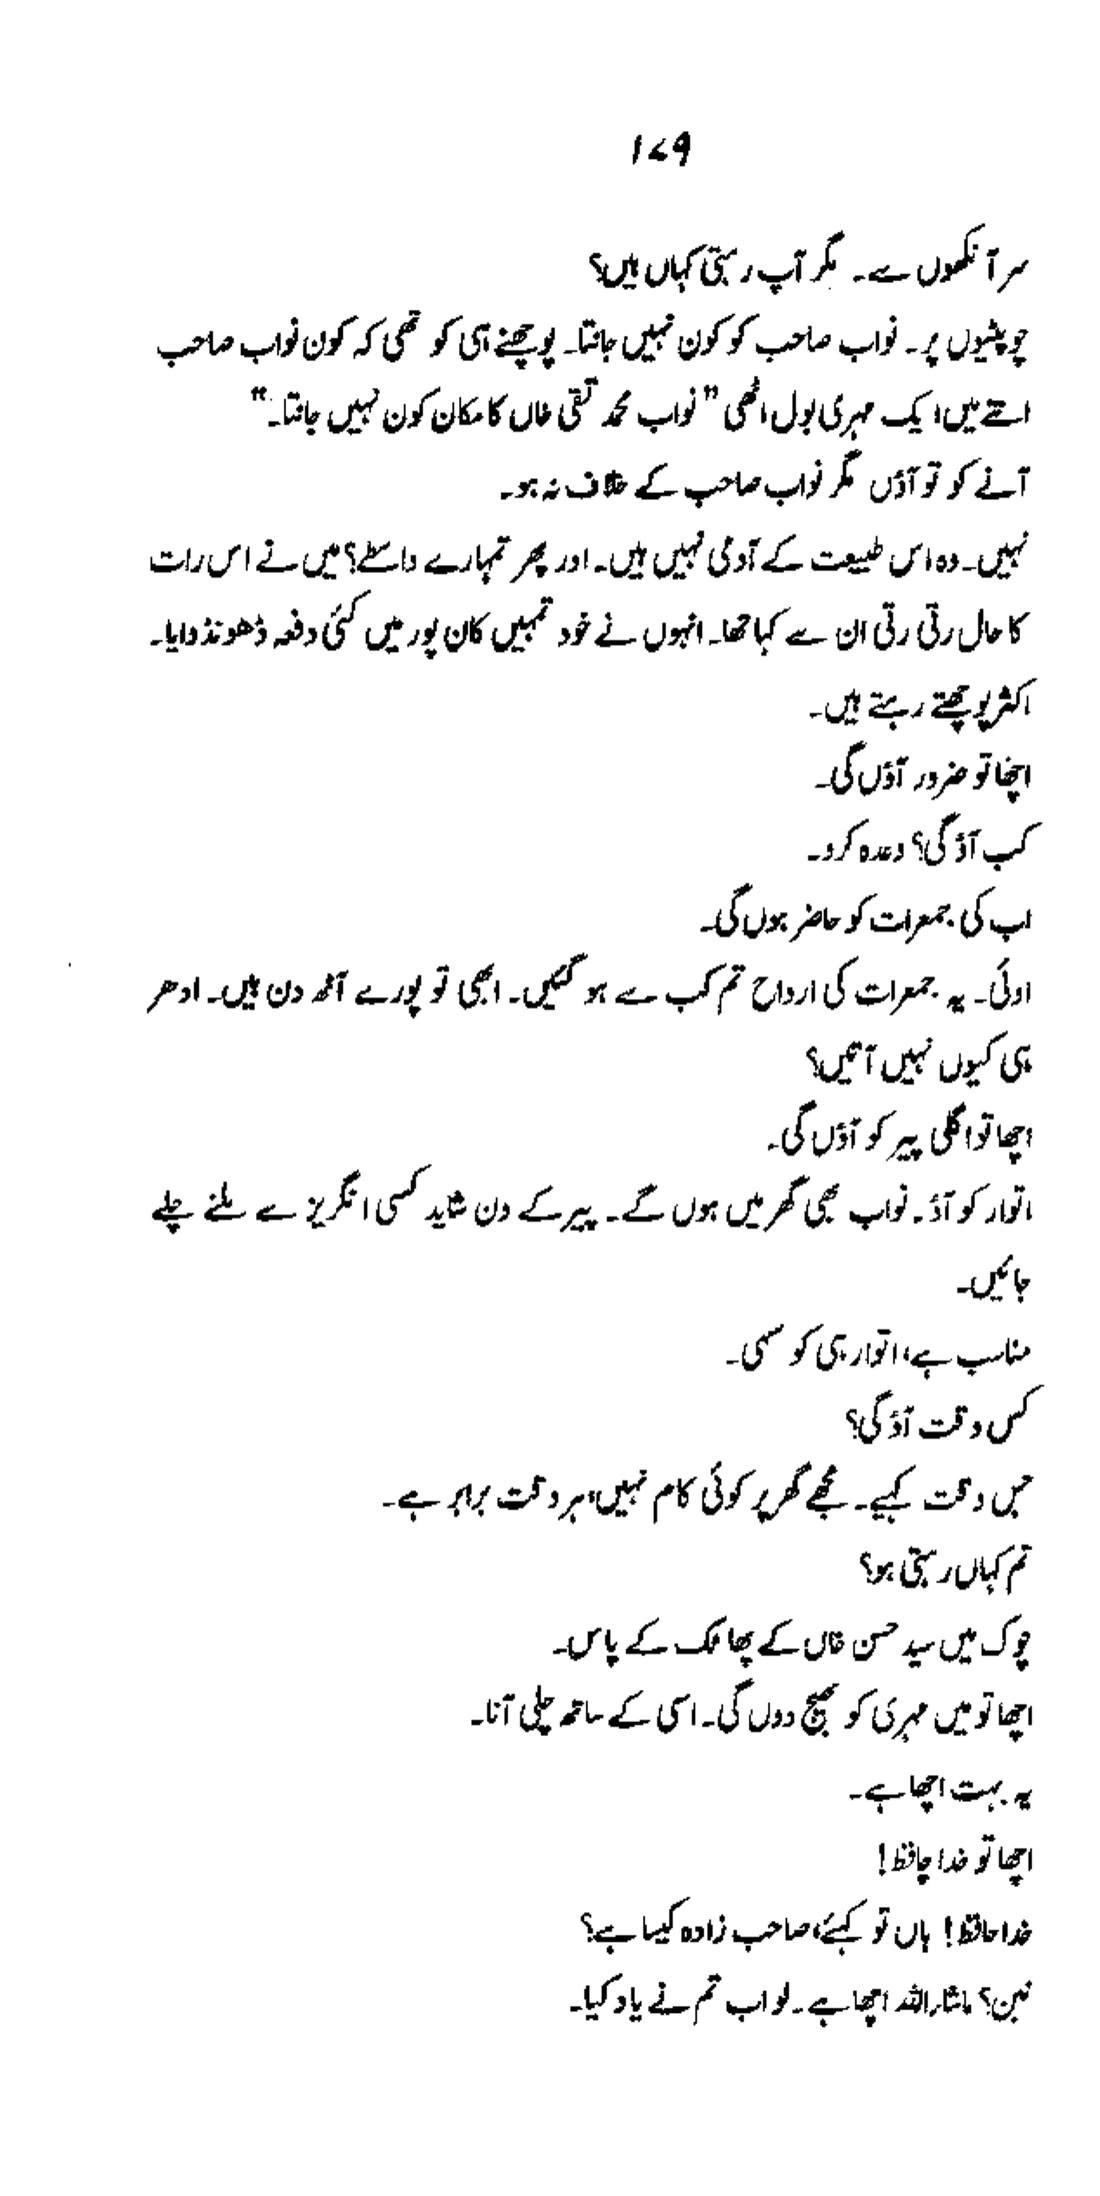 ۱۷۹
سر آنکھوں سے۔ مگر آپ رہتی کہاں ہیں؟
چوپٹیوں پر۔ نواب صاحب کو کون نہیں جانتا۔ پوچھنے ہی کو تھی کہ کون نواب صاحب
اتنے میں ایک مہری بول اٹھی "نواب محمد تقی خاں کا مکان کون نہیں جانتا۔"
آنے کو تو آؤں مگر نواب صاحب کے خلاف نہ ہو۔
نہیں۔ وہ اس طبیعت کے آدمی نہیں ہیں۔ اور پھر تمہارے واسطے؟ میں نے اس رات
کا حال رتی رتی ان سے کہا تھا۔ انہوں نے خود تمہیں کان پور میں کئی دفعہ ڈھونڈوایا۔
اکثر پوچھتے رہتے ہیں۔
اچھا تو ضرور آؤں گی۔
کب آؤ گی؟ وعدہ کرو۔
اب کی جمعرات کو حاضر ہوں گی۔
اوئی۔ یہ جمعرات کی ارواح تم کب سے ہو گئیں۔ ابھی تو پورے آٹھ دن ہیں۔ ادھر
ہی کیوں نہیں آتیں؟
اچھا تو اگلی پیر کو آؤں گی۔
اتوار کو آؤ۔ نواب بھی گھر میں ہوں گے۔ پیر کے دن شاید کسی انگریز سے ملنے چلے
جائیں۔
مناسب ہے، اتوار ہی کو سہی۔
کس وقت آؤ گی؟
جس وقت کہیے۔ مجھے گھر پر کوئی کام نہیں، ہر وقت برابر ہے۔
تم کہاں رہتی ہو؟
چوک میں سید حسن خاں کے پھاٹک کے پاس۔
اچھا تو میں مہری کو بھیج دوں گی۔ اسی کے ساتھ چلی آنا۔
یہ بہت اچھا ہے۔
اچھا تو خدا حافظ!
خدا حافظ! ہاں تو کہئے، صاحب زادہ کیسا ہے؟
نبن؟ ماشاءاللہ اچھا ہے۔ لو اب تم نے یاد کیا۔